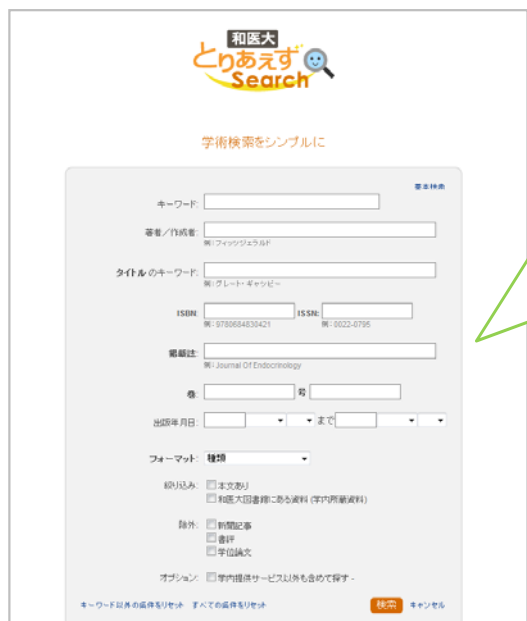 和医大
とりあえず
Search
学術検索をシンプルに
基本検索
キーワード:
著者/作成者:
例:フィッツジェラルド
タイトル のキーワード:
例:グレート・ギャツビー
ISBN: ISSN:
例:9780684830421 例:0022-0795
掲載誌:
例:Journal Of Endocrinology
巻: 号
出版年月日: まで
フォーマット: 種類
絞り込み: 本文あり
和医大図書館にある資料 (学内所蔵資料)
除外: 新聞記事
書評
学位論文
オプション: 学内提供サービス以外も含めて探す -
キーワード以外の条件をリセット すべての条件をリセット 検索 キャンセル